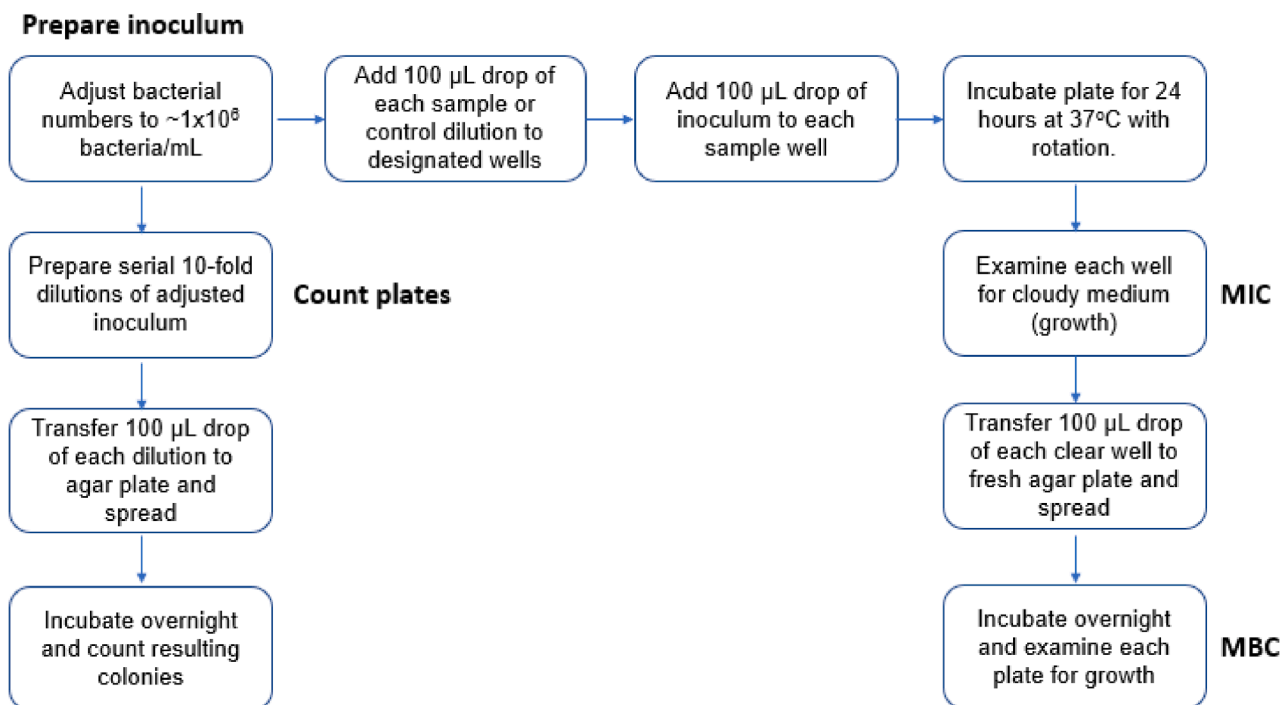 Prepare inoculum
Adjust bacterial
numbers to ~1x10⁶
bacteria/mL
Add 100 µL drop of
each sample or
control dilution to
designated wells
Add 100 µL drop of
inoculum to each
sample well
Incubate plate for 24
hours at 37ºC with
rotation.
Prepare serial 10-fold
dilutions of adjusted
inoculum
Count plates
Examine each well
for cloudy medium
(growth)
MIC
Transfer 100 µL drop
of each dilution to
agar plate and
spread
Transfer 100 µL drop
of each clear well to
fresh agar plate and
spread
Incubate overnight
and count resulting
colonies
Incubate overnight
and examine each
plate for growth
MBC